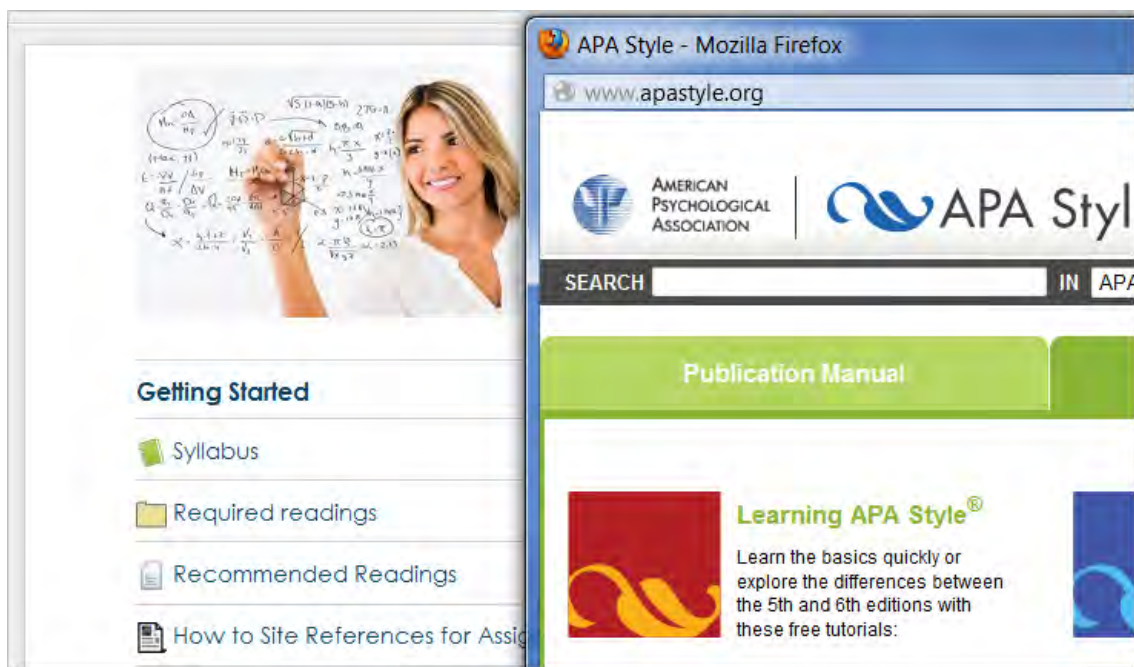 Getting Started
Syllabus
Required readings
Recommended Readings
How to Site References for Assig
APA Style - Mozilla Firefox
www.apastyle.org
AMERICAN
PSYCHOLOGICAL
ASSOCIATION
APA Styl
SEARCH
IN
APA
Publication Manual
Learning APA Style®
Learn the basics quickly or
explore the differences between
the 5th and 6th editions with
these free tutorials: